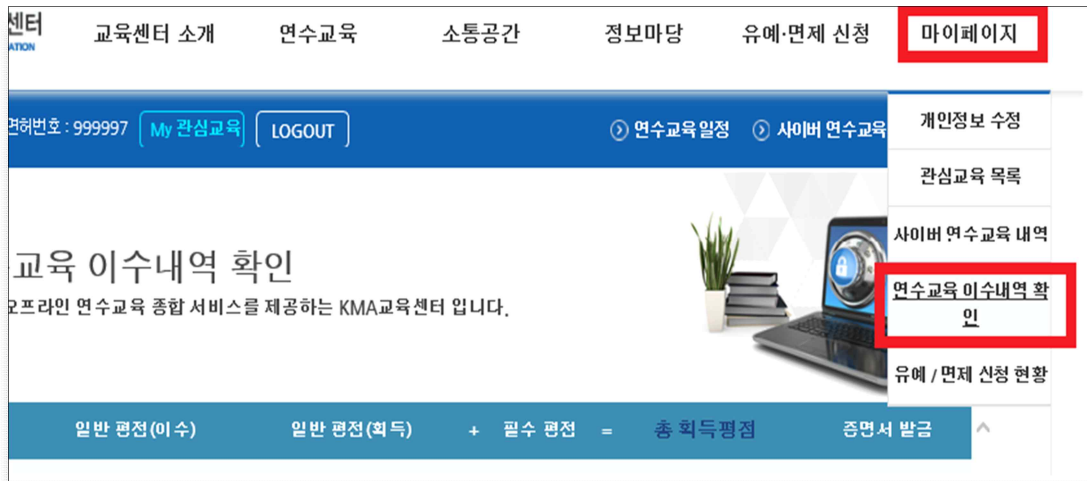 센터 교육센터 소개 연수교육 소통공간 정보마당 유예·면제 신청 마이페이지
면허번호 : 999997 My 관심교육 LOGOUT 연수교육 일정 사이버 연수교육
개인정보 수정
관심교육 목록
사이버 연수교육 내역
연수교육 이수내역 확
인
유예 / 면제 신청 현황
교육 이수내역 확인
오프라인 연수교육 종합 서비스를 제공하는 KMA교육센터 입니다.
일반 평전(이수) 일반 평전(획득) + 필수 평전 = 총 획득평점 증명서 발급